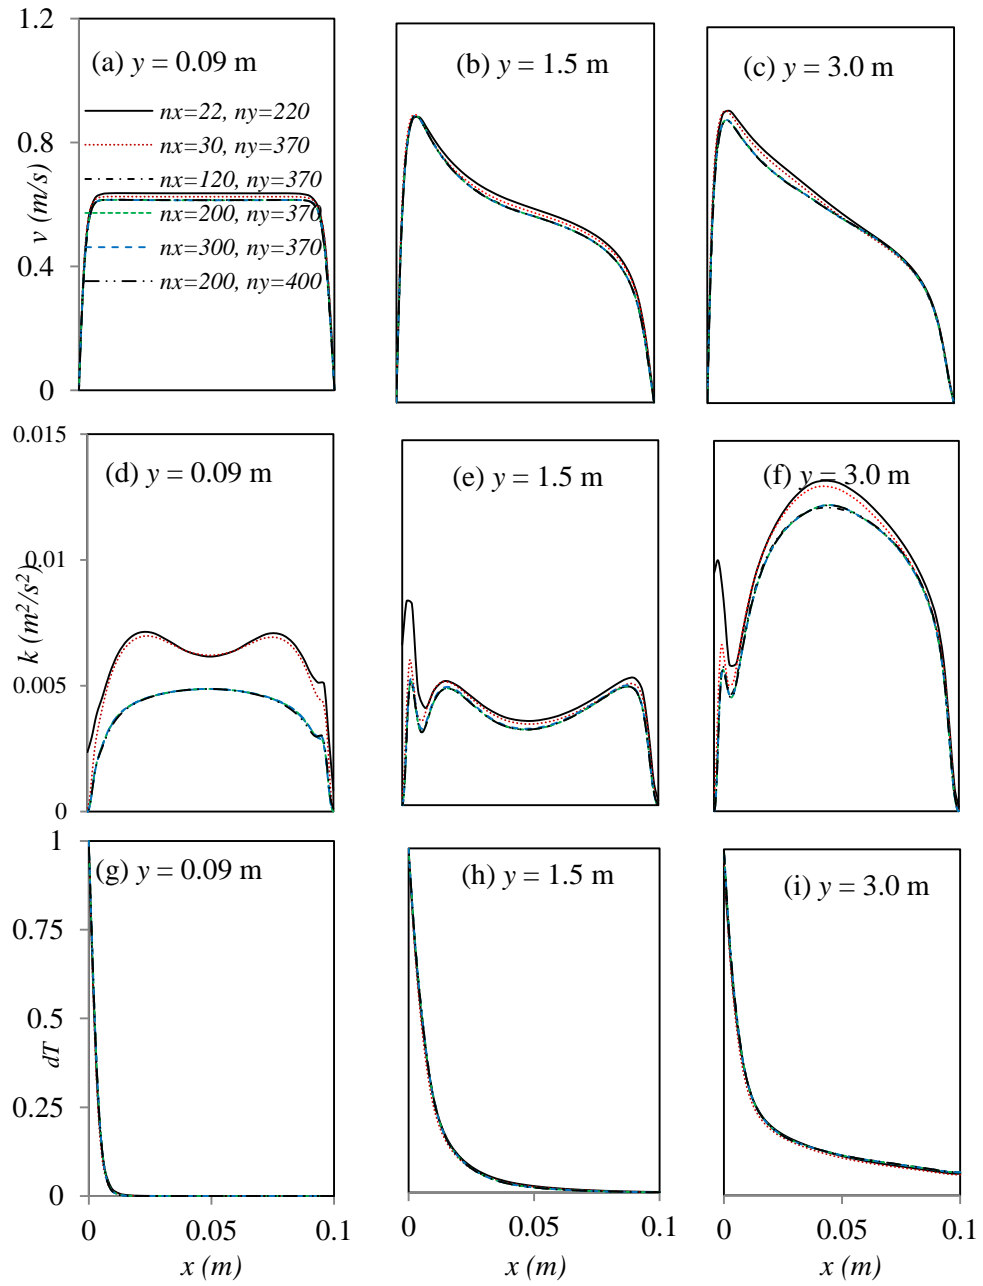 1.2
(a) y = 0.09 m
(b) y = 1.5 m
(c) y = 3.0 m
nx=22, ny=220
nx=30, ny=370
nx=120, ny=370
nx=200, ny=370
nx=300, ny=370
nx=200, ny=400
0.8
0.4
0
v (m/s)
0.015
(d) y = 0.09 m
(e) y = 1.5 m
(f) y = 3.0 m
0.01
0.005
0
k (m²/s²)
1
(g) y = 0.09 m
(h) y = 1.5 m
(i) y = 3.0 m
0.75
0.5
0.25
0
dT
0 0.05 0.1 0 0.05 0.1 0 0.05 0.1
x (m) x (m) x (m)